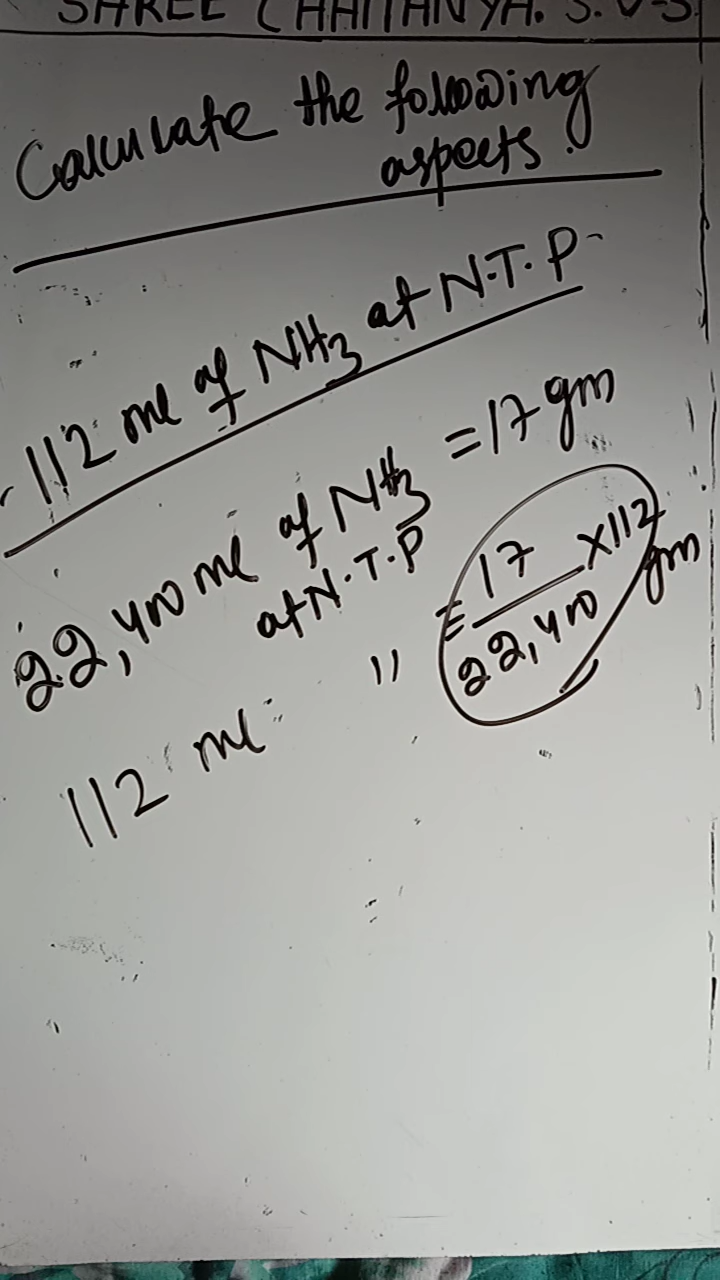 SHREE CHAITANYA. S. V-S
Calculate the following
aspects.
112 ml of NH3 at N.T.P
22,400 ml of NH3 = 17 gm
at N.T.P
112 ml " = 17/22,400 x112 gm